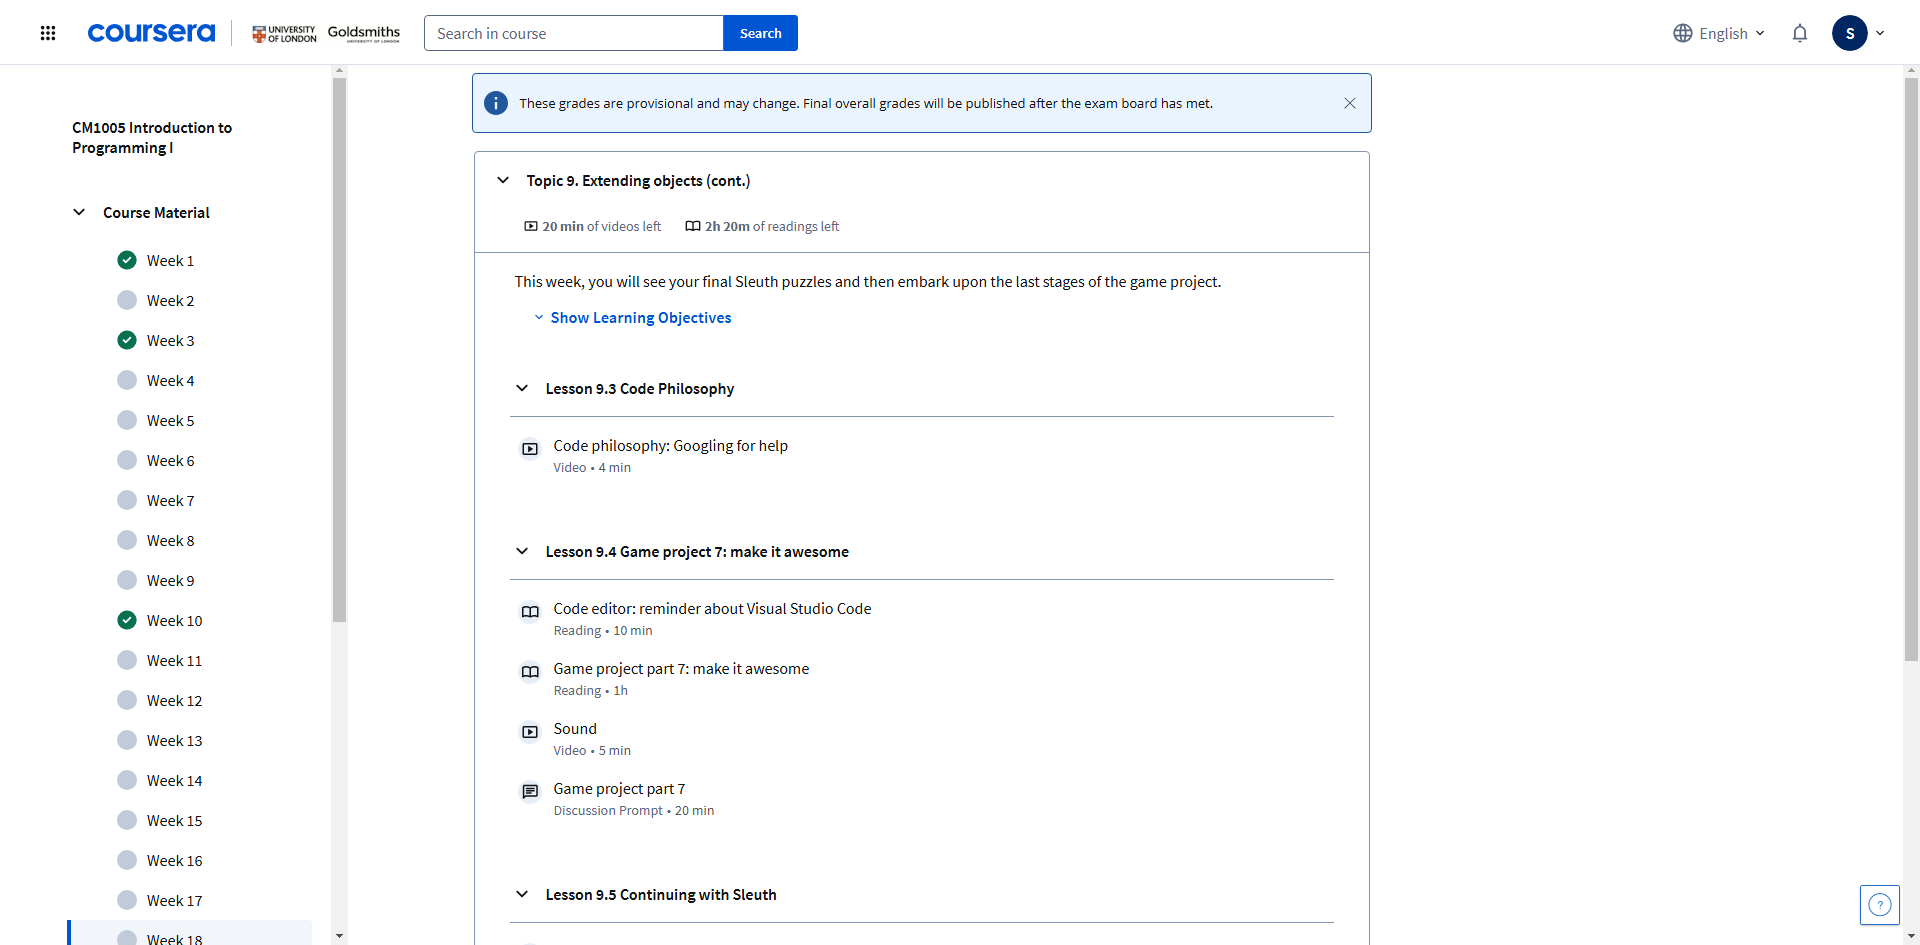 coursera
UNIVERSITY
OF LONDON
Goldsmiths
UNIVERSITY OF LONDON
Search in course
Search
English
S
CM1005 Introduction to
Programming I
Course Material
Week 1
Week 2
Week 3
Week 4
Week 5
Week 6
Week 7
Week 8
Week 9
Week 10
Week 11
Week 12
Week 13
Week 14
Week 15
Week 16
Week 17
Week 18
These grades are provisional and may change. Final overall grades will be published after the exam board has met.
Topic 9. Extending objects (cont.)
20 min of videos left
2h 20m of readings left
This week, you will see your final Sleuth puzzles and then embark upon the last stages of the game project.
Show Learning Objectives
Lesson 9.3 Code Philosophy
Code philosophy: Googling for help
Video • 4 min
Lesson 9.4 Game project 7: make it awesome
Code editor: reminder about Visual Studio Code
Reading • 10 min
Game project part 7: make it awesome
Reading • 1h
Sound
Video • 5 min
Game project part 7
Discussion Prompt • 20 min
Lesson 9.5 Continuing with Sleuth
?